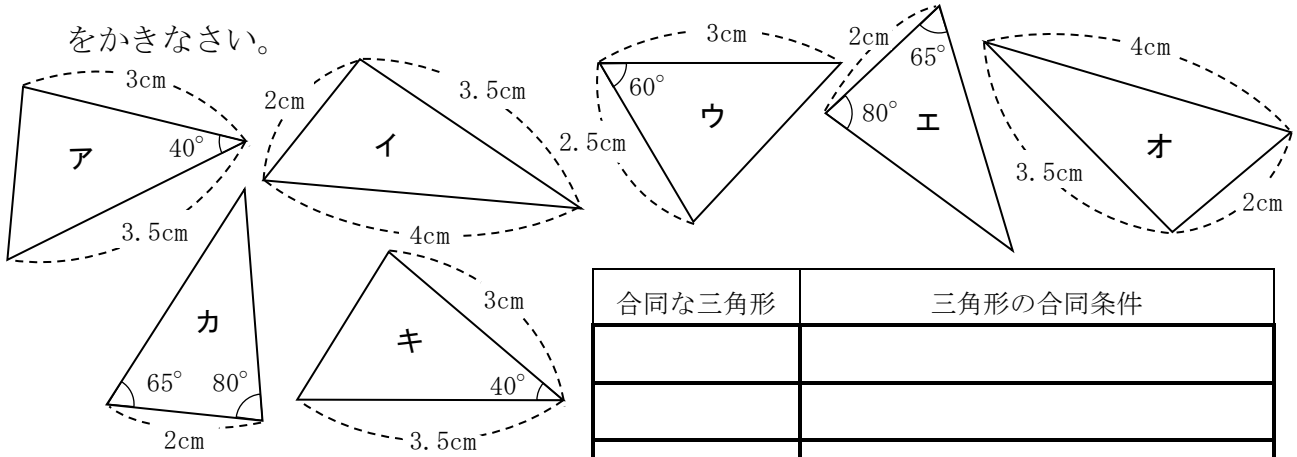 をかきなさい。
3cm
40°
ア
3.5cm
2cm
3.5cm
イ
4cm
3cm
60°
ウ
2.5cm
2cm
65°
80°
エ
4cm
オ
3.5cm
2cm
カ
65° 80°
2cm
3cm
キ
40°
3.5cm
合同な三角形 三角形の合同条件